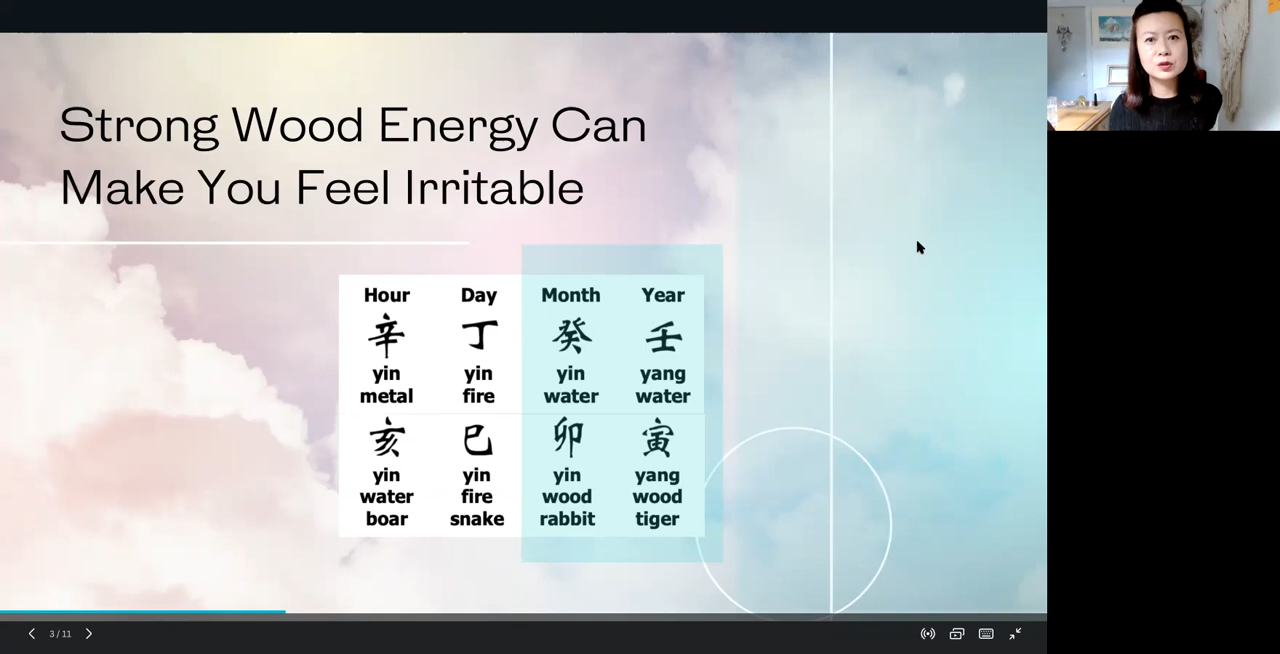 Strong Wood Energy Can
Make You Feel Irritable
Hour Day Month Year
辛 丁 癸 壬
yin yin yin yang
metal fire water water
亥 巳 卯 寅
yin yin yin yang
water fire wood wood
boar snake rabbit tiger
3 / 11